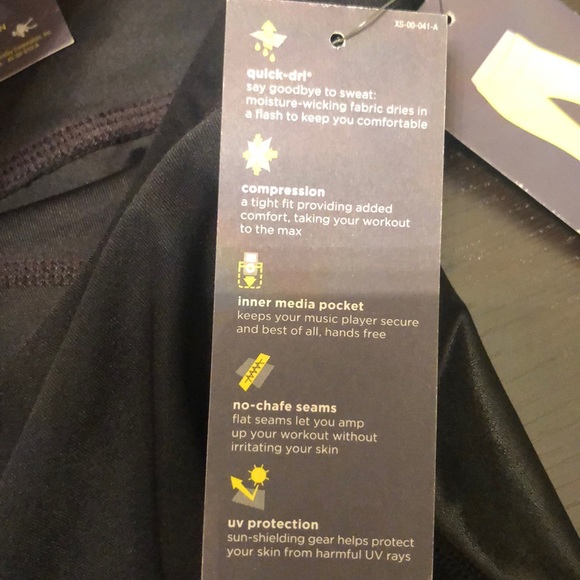 XS-00-041-A
quick-dri®
say goodbye to sweat:
moisture-wicking fabric dries in
a flash to keep you comfortable
compression
a tight fit providing added
comfort, taking your workout
to the max
inner media pocket
keeps your music player secure
and best of all, hands free
no-chafe seams
flat seams let you amp
up your workout without
irritating your skin
uv protection
sun-shielding gear helps protect
your skin from harmful UV rays